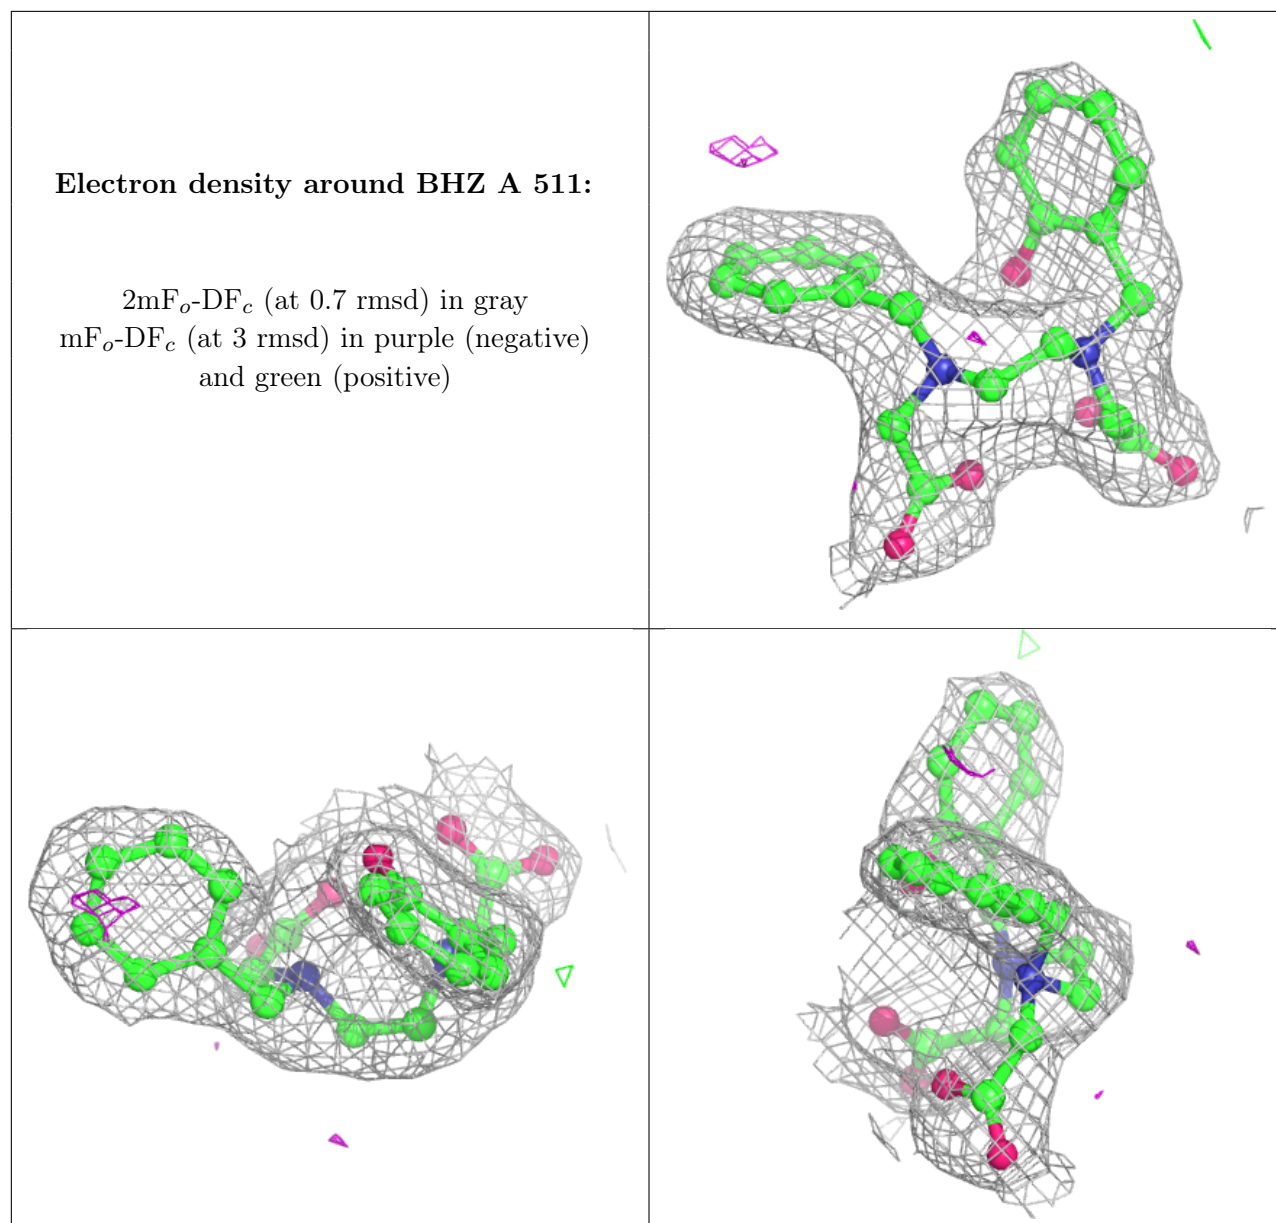 Electron density around BHZ A 511:
2mFo-DFc (at 0.7 rmsd) in gray
mFo-DFc (at 3 rmsd) in purple (negative)
and green (positive)